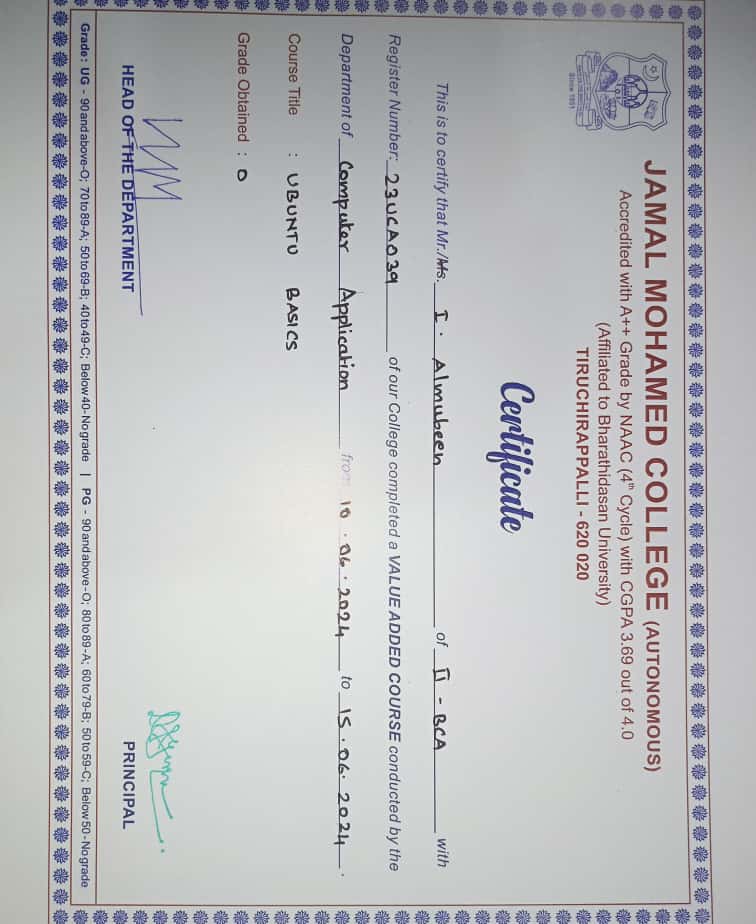 JAMAL MOHAMED COLLEGE (AUTONOMOUS)
Accredited with A++ Grade by NAAC (4th Cycle) with CGPA 3.69 out of 4.0
(Affiliated to Bharathidasan University)
TIRUCHIRAPPALLI - 620 020
Since 1951
Certificate
This is to certify that Mr./Ms. I. Almubeen of II - BCA with
Register Number: 23UCA039 of our College completed a VALUE ADDED COURSE conducted by the
Department of Computer Application from 10.06.2024 to 15.06.2024.
Course Title : UBUNTU BASICS
Grade Obtained : O
HEAD OF THE DEPARTMENT
PRINCIPAL
Grade: UG - 90 and above-O; 70 to 89-A; 50 to 69-B; 40 to 49-C; Below 40-No grade | PG - 90 and above-O; 80 to 89-A; 60 to 79-B; 50 to 59-C; Below 50-No grade